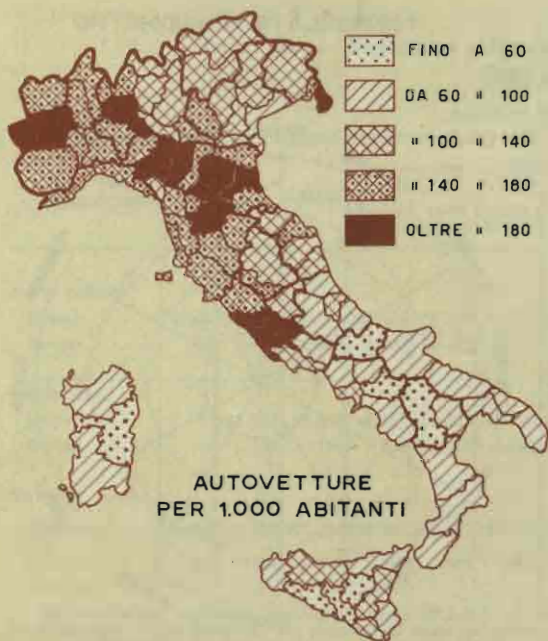 FINO A 60
DA 60 " 100
" 100 " 140
" 140 " 180
OLTRE " 180
AUTOVETTURE
PER 1.000 ABITANTI